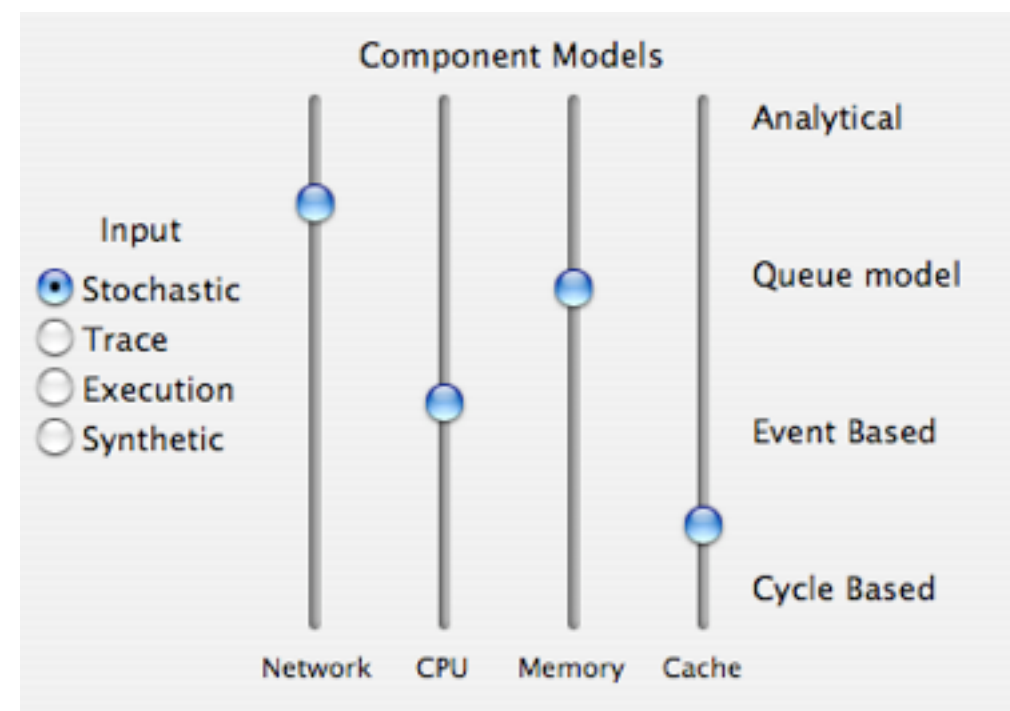 Component Models
Input
Stochastic
Trace
Execution
Synthetic
Analytical
Queue model
Event Based
Cycle Based
Network CPU Memory Cache